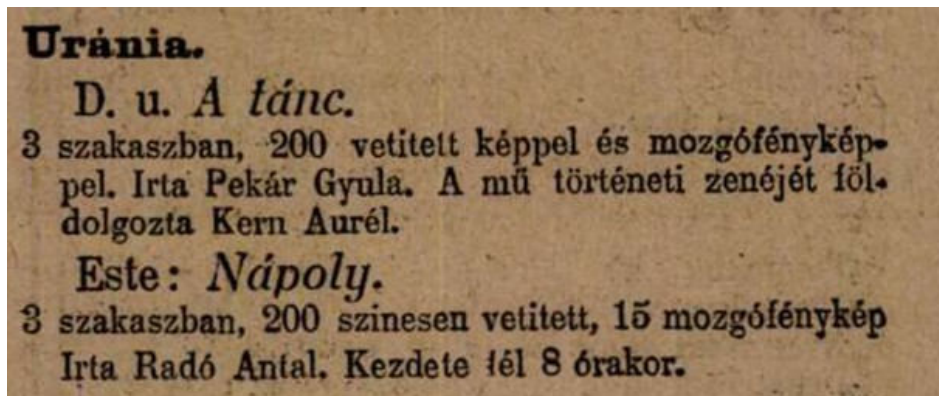 Uránia.
D. u. A tánc.
3 szakaszban, 200 vetitett képpel és mozgófénykép-
pel. Irta Pekár Gyula. A mű történeti zenéjét föl-
dolgozta Kern Aurél.
Este: Nápoly.
3 szakaszban, 200 szinesen vetitett, 15 mozgófénykép
Irta Radó Antal. Kezdete fél 8 órakor.